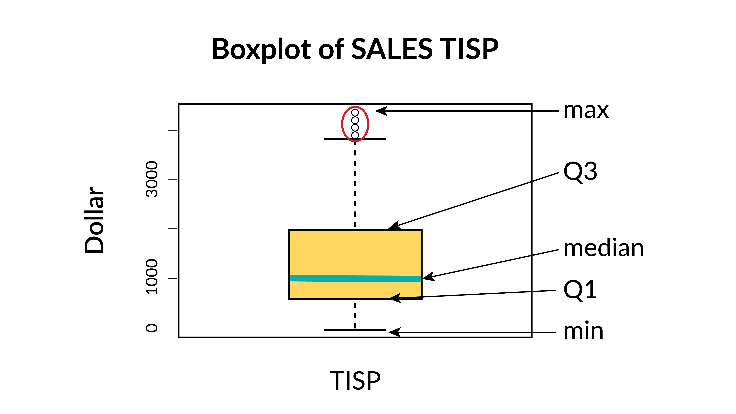 Boxplot of SALES TISP
max
Q3
median
Q1
min
Dollar
3000
1000
0
TISP